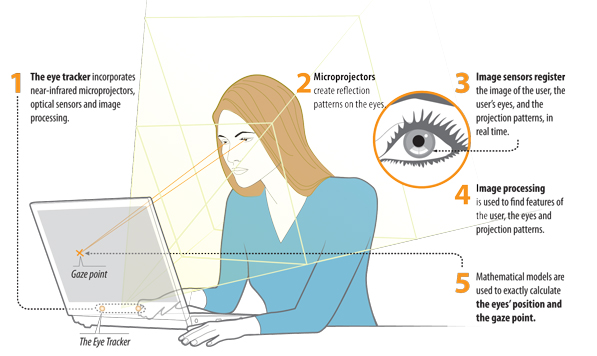 1
The eye tracker incorporates
near-infrared microprojectors,
optical sensors and image
processing.
2
Microprojectors
create reflection
patterns on the eyes.
3
Image sensors register
the image of the user, the
user's eyes, and the
projection patterns, in
real time.
4
Image processing
is used to find features of
the user, the eyes and
projection patterns.
5
Mathematical models are
used to exactly calculate
the eyes' position and
the gaze point.
Gaze point
The Eye Tracker